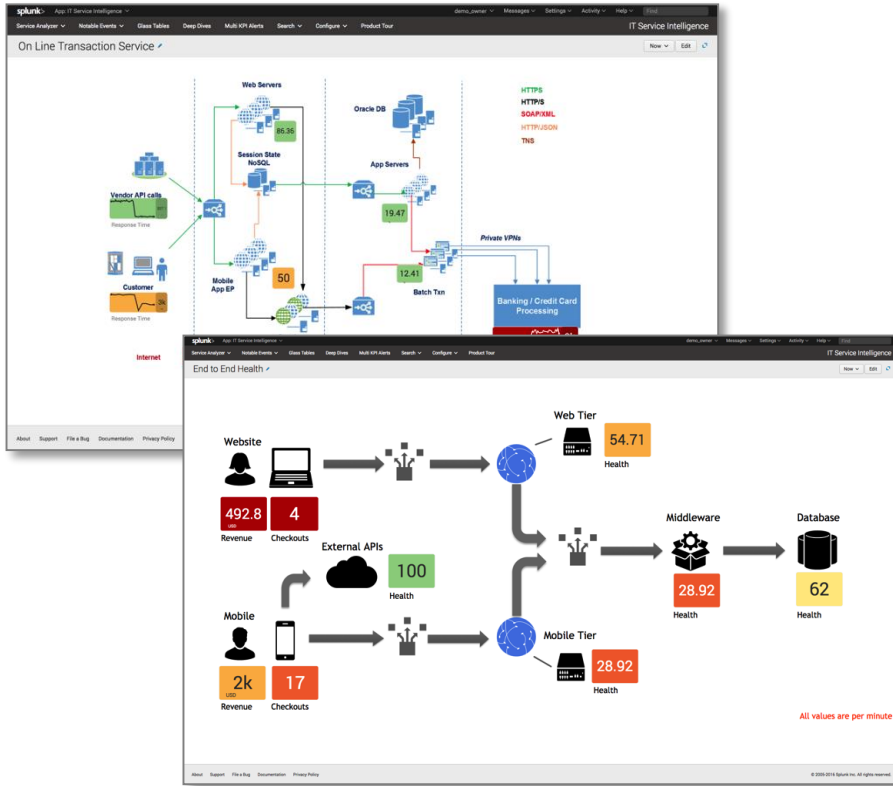 splunk> App: IT Service Intelligence
demo_owner Messages Settings Activity Help Find
Service Analyzer Notable Events Glass Tables Deep Dives Multi KPI Alerts Search Configure Product Tour
IT Service Intelligence
On Line Transaction Service
Now Edit
Web Servers
86.36
Session State
NoSQL
Oracle DB
App Servers
19.47
HTTPS
HTTP/S
SOAP/XML
HTTP/JSON
TNS
Vendor API calls
Response Time
Customer
Response Time
Mobile
App EP
50
12.41
Batch Txn
Private VPNs
Banking / Credit Card
Processing
Internet
About Support File a Bug Documentation Privacy Policy
splunk> App: IT Service Intelligence
demo_owner Messages Settings Activity Help Find
Service Analyzer Notable Events Glass Tables Deep Dives Multi KPI Alerts Search Configure Product Tour
IT Service Intelligence
End to End Health
Now Edit
Website
492.8
USD
Revenue
4
Checkouts
Web Tier
54.71
Health
External APIs
100
Health
Middleware
28.92
Health
Database
62
Health
Mobile
2k
USD
Revenue
17
Checkouts
Mobile Tier
28.92
Health
All values are per minute
About Support File a Bug Documentation Privacy Policy
© 2005-2016 Splunk Inc. All rights reserved.